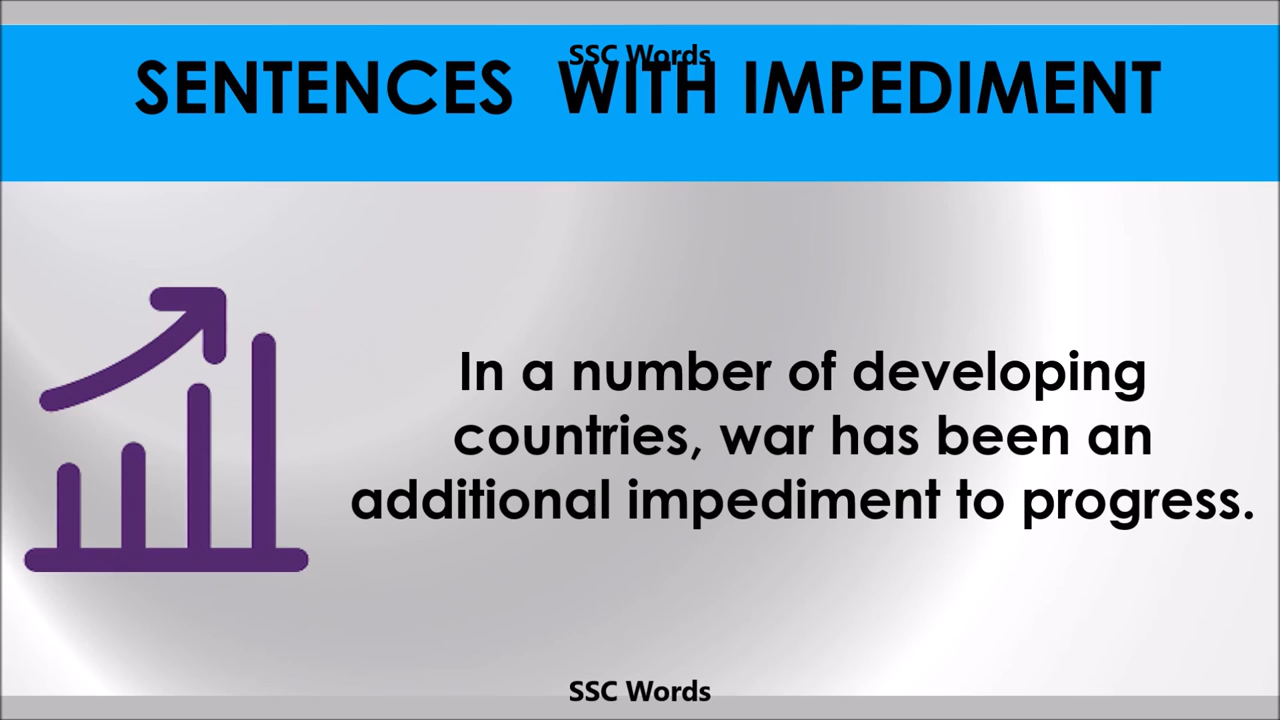 SSC Words
SENTENCES WITH IMPEDIMENT
In a number of developing
countries, war has been an
additional impediment to progress.
SSC Words